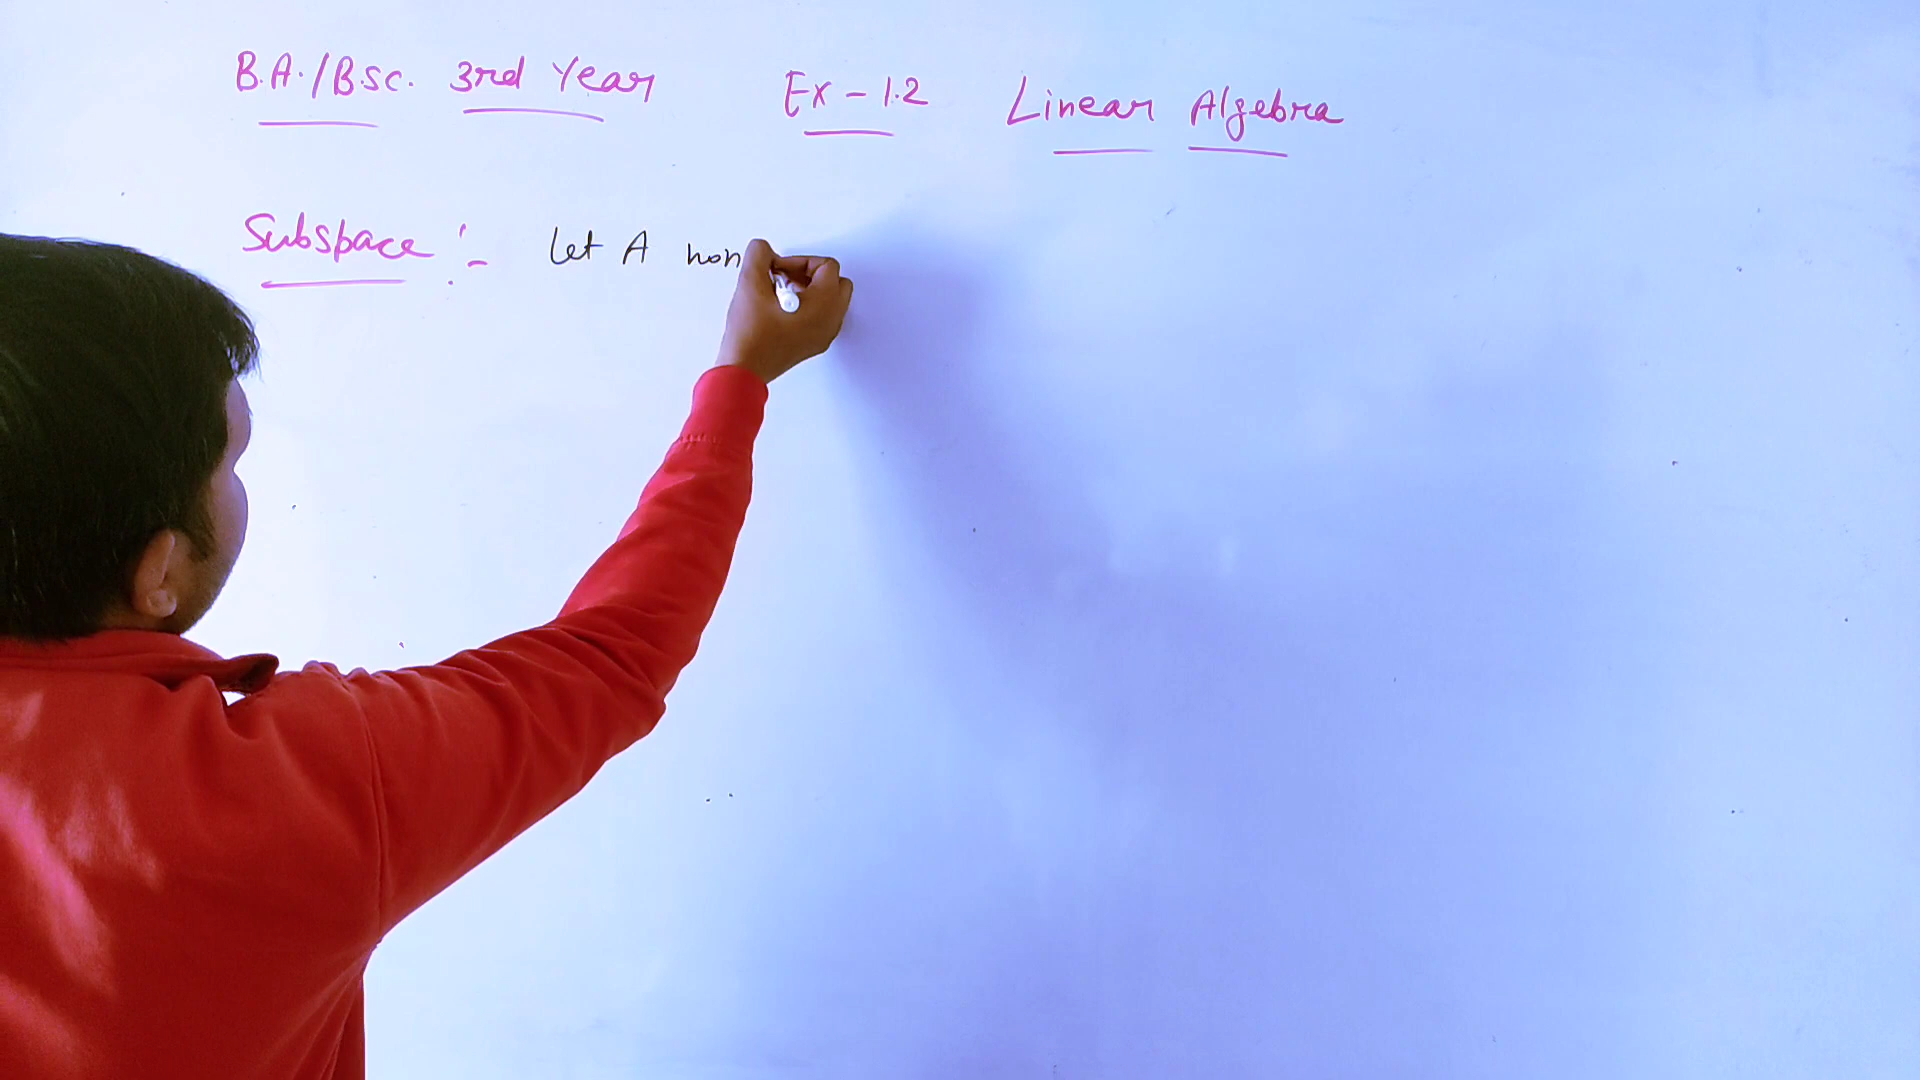 B.A./B.sc. 3rd Year Ex - 1.2 Linear Algebra
Subspace :- Let A non